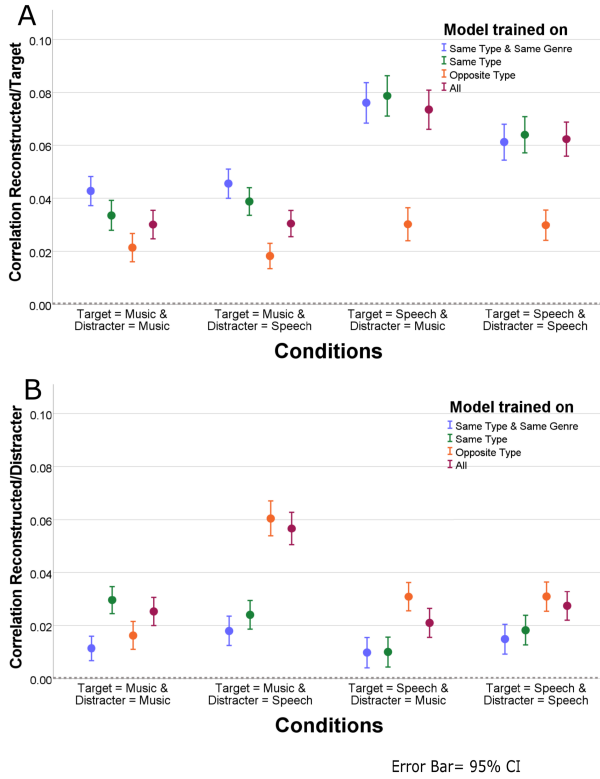 A
Correlation Reconstructed/Target
0.10
0.08
0.06
0.04
0.02
0.00
Model trained on
Same Type & Same Genre
Same Type
Opposite Type
All
Target = Music &
Distracter = Music
Target = Music &
Distracter = Speech
Target = Speech &
Distracter = Music
Target = Speech &
Distracter = Speech
Conditions
B
Correlation Reconstructed/Distracter
0.10
0.08
0.06
0.04
0.02
0.00
Model trained on
Same Type & Same Genre
Same Type
Opposite Type
All
Target = Music &
Distracter = Music
Target = Music &
Distracter = Speech
Target = Speech &
Distracter = Music
Target = Speech &
Distracter = Speech
Conditions
Error Bar= 95% CI